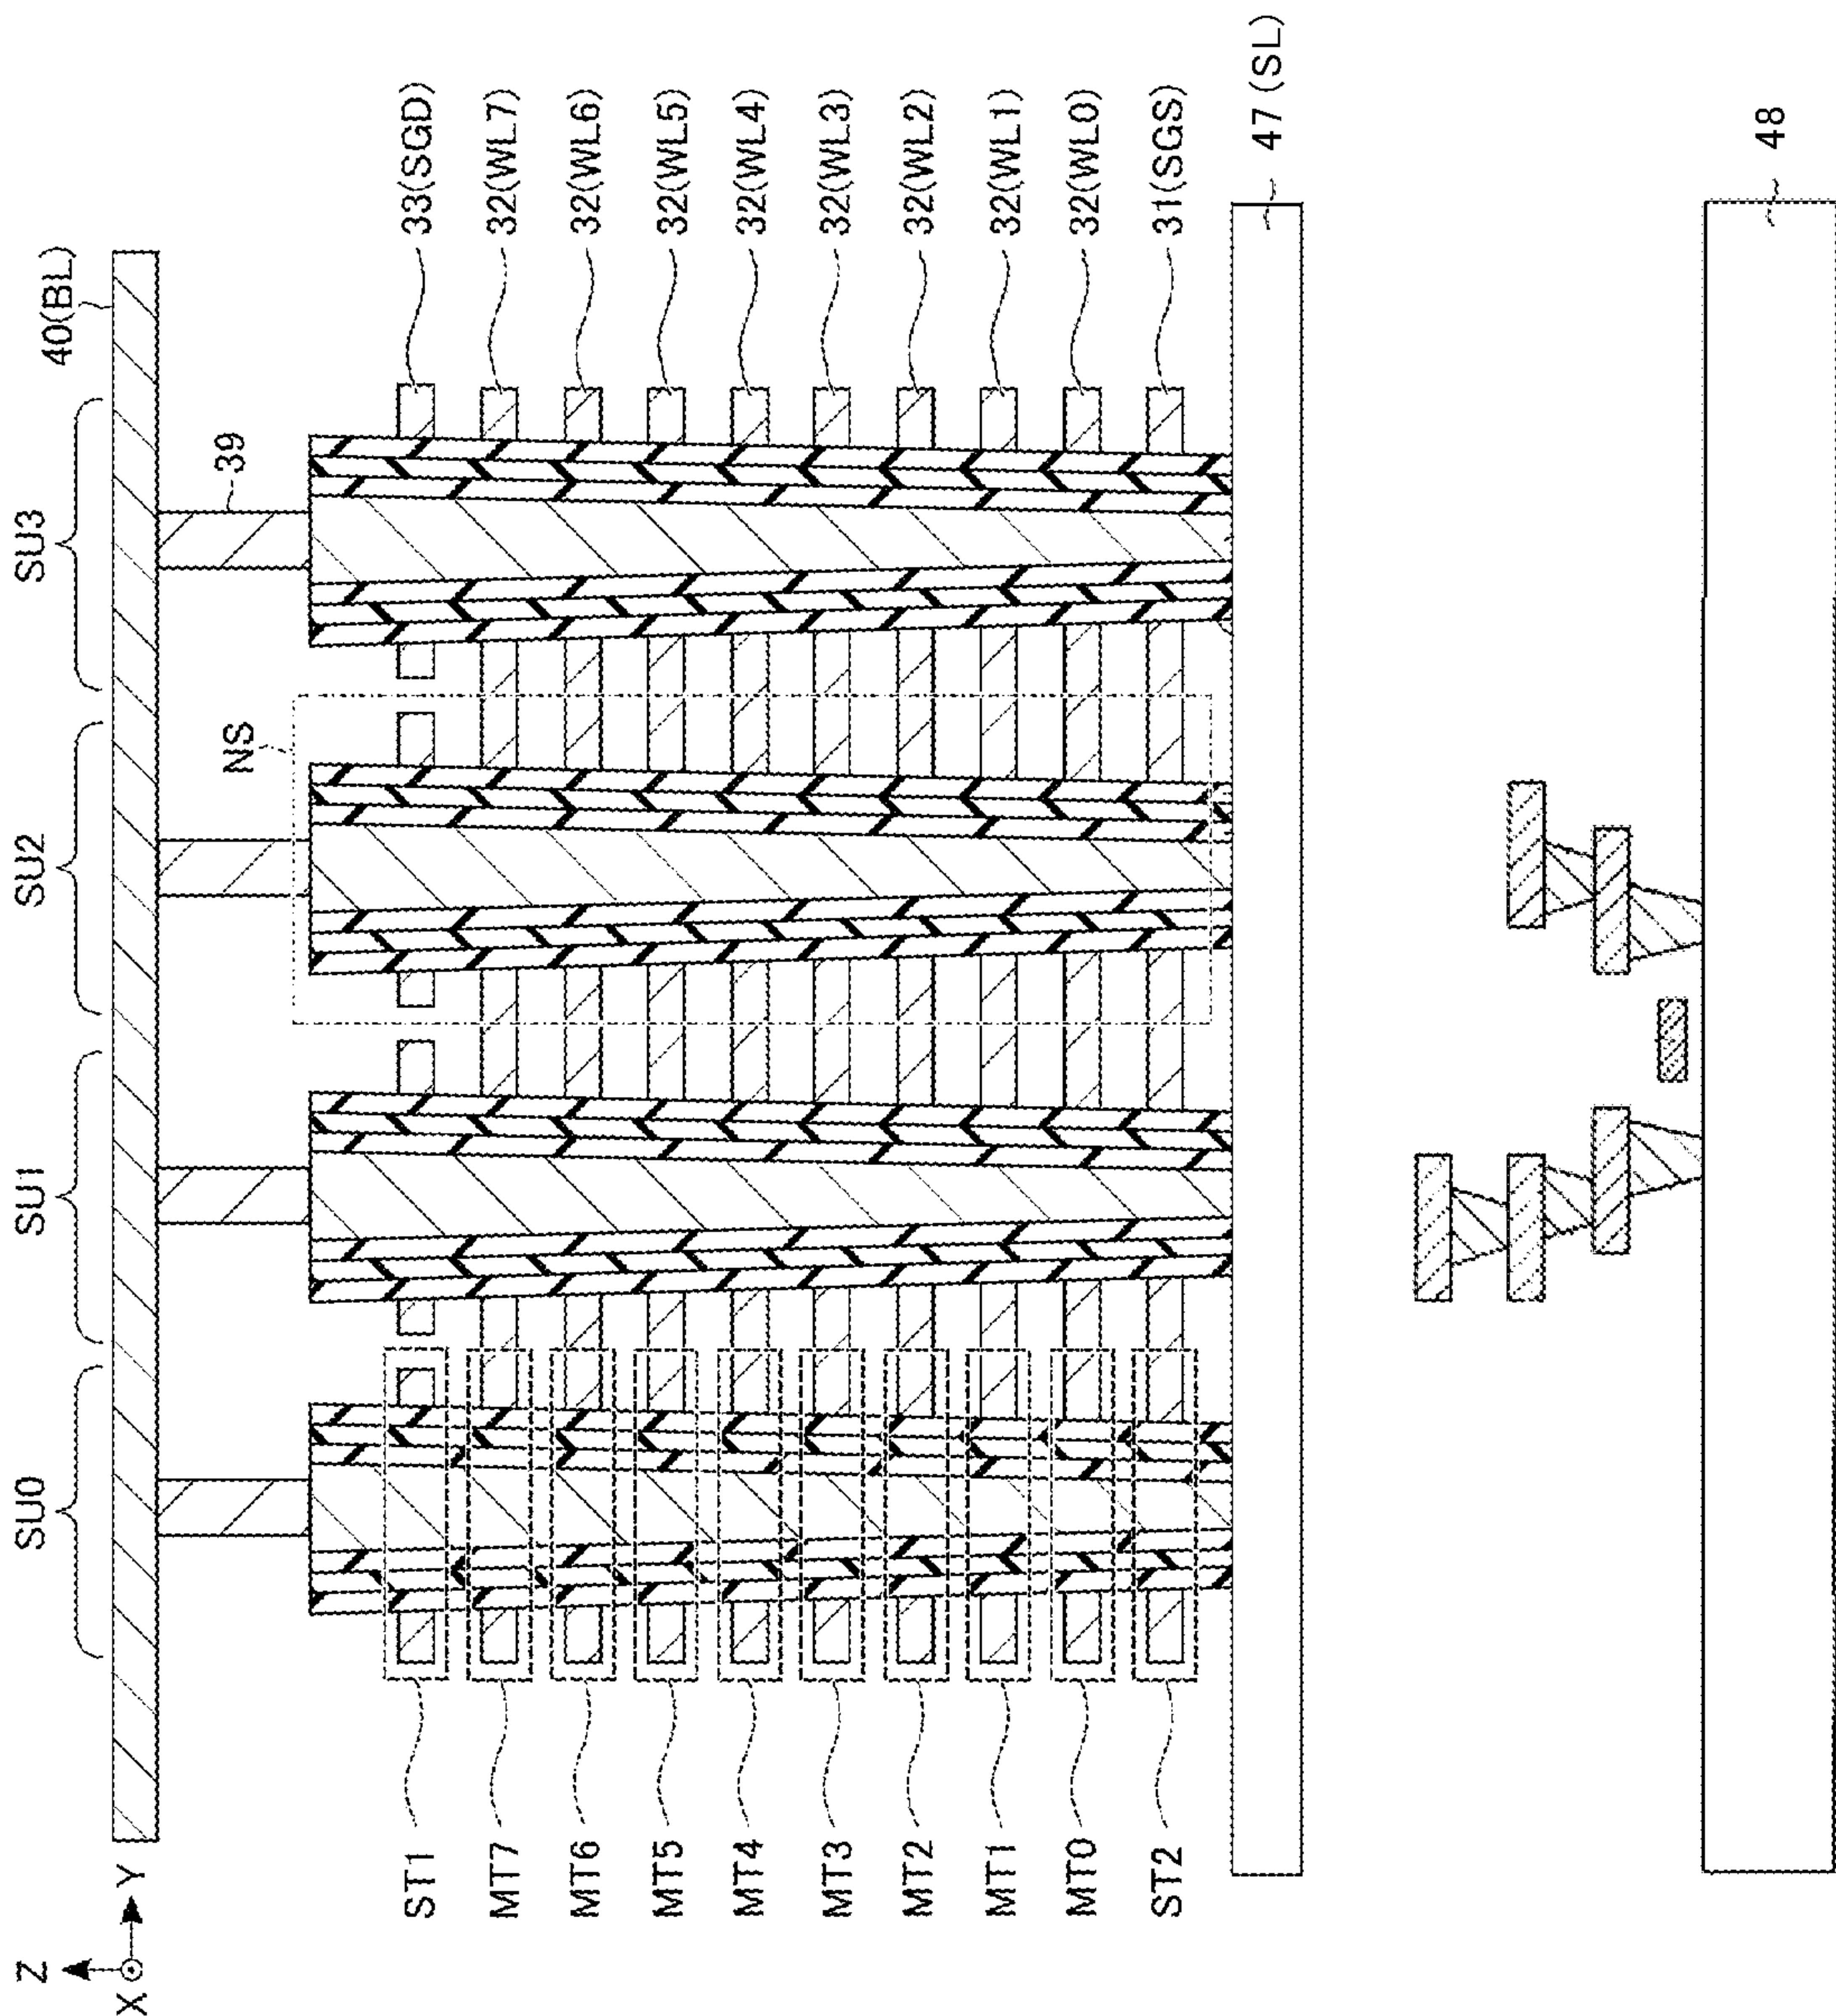 SU0
SU1
SU2
SU3
40(BL)
39
NS
33(SGD)
32(WL7)
32(WL6)
32(WL5)
32(WL4)
32(WL3)
32(WL2)
32(WL1)
32(WL0)
31(SGS)
47(SL)
48
ST1
MT7
MT6
MT5
MT4
MT3
MT2
MT1
MT0
ST2
Z
X
Y